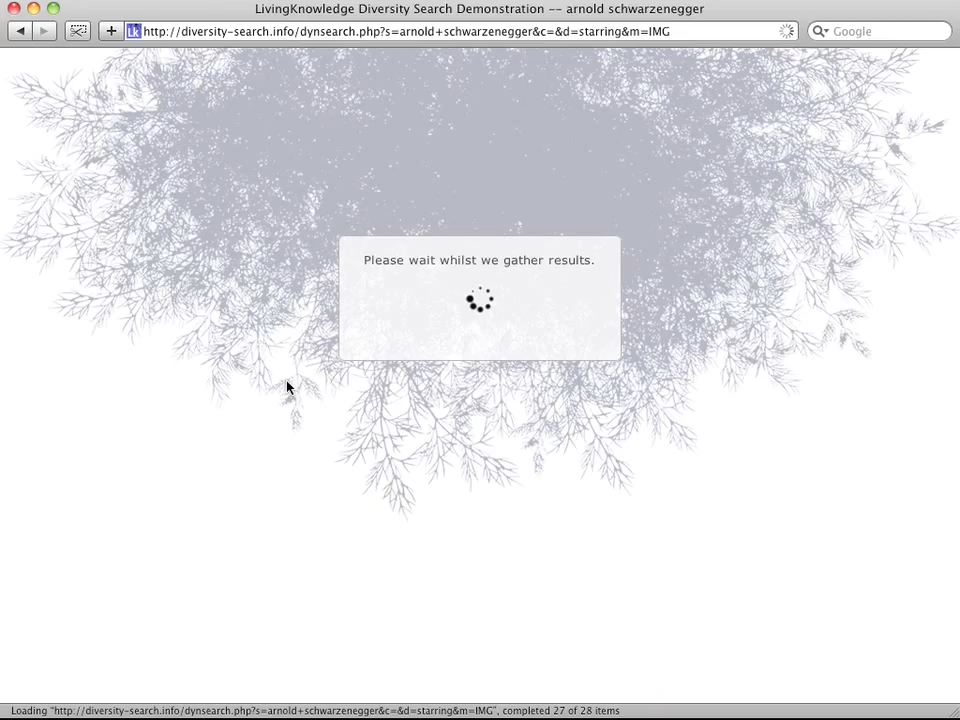 LivingKnowledge Diversity Search Demonstration -- arnold schwarzenegger
Lk http://diversity-search.info/dynsearch.php?s=arnold+schwarzenegger&c=&d=starring&m=IMG
Google
Please wait whilst we gather results.
Loading "http://diversity-search.info/dynsearch.php?s=arnold+schwarzenegger&c=&d=starring&m=IMG", completed 27 of 28 items